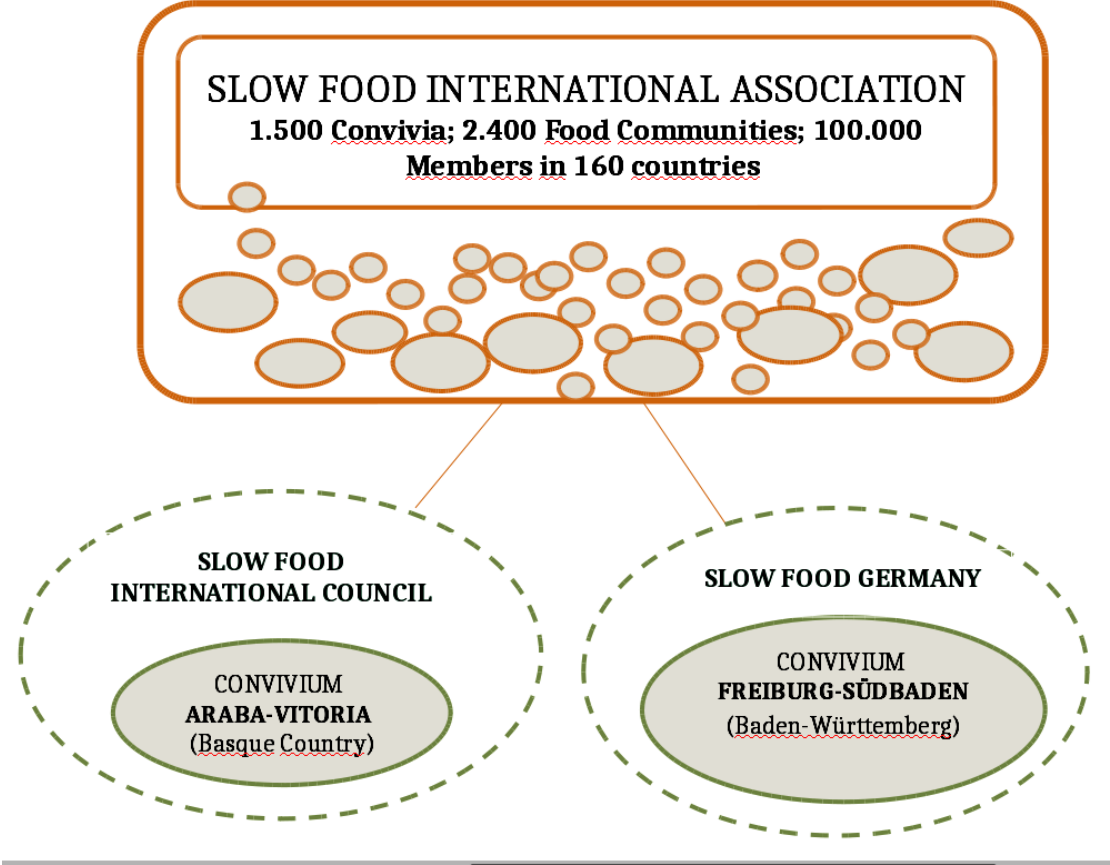 SLOW FOOD INTERNATIONAL ASSOCIATION
1.500 Convivia; 2.400 Food Communities; 100.000
Members in 160 countries
SLOW FOOD
INTERNATIONAL COUNCIL
CONVIVIUM
ARABA-VITORIA
(Basque Country)
SLOW FOOD GERMANY
CONVIVIUM
FREIBURG-SÜDBADEN
(Baden-Württemberg)